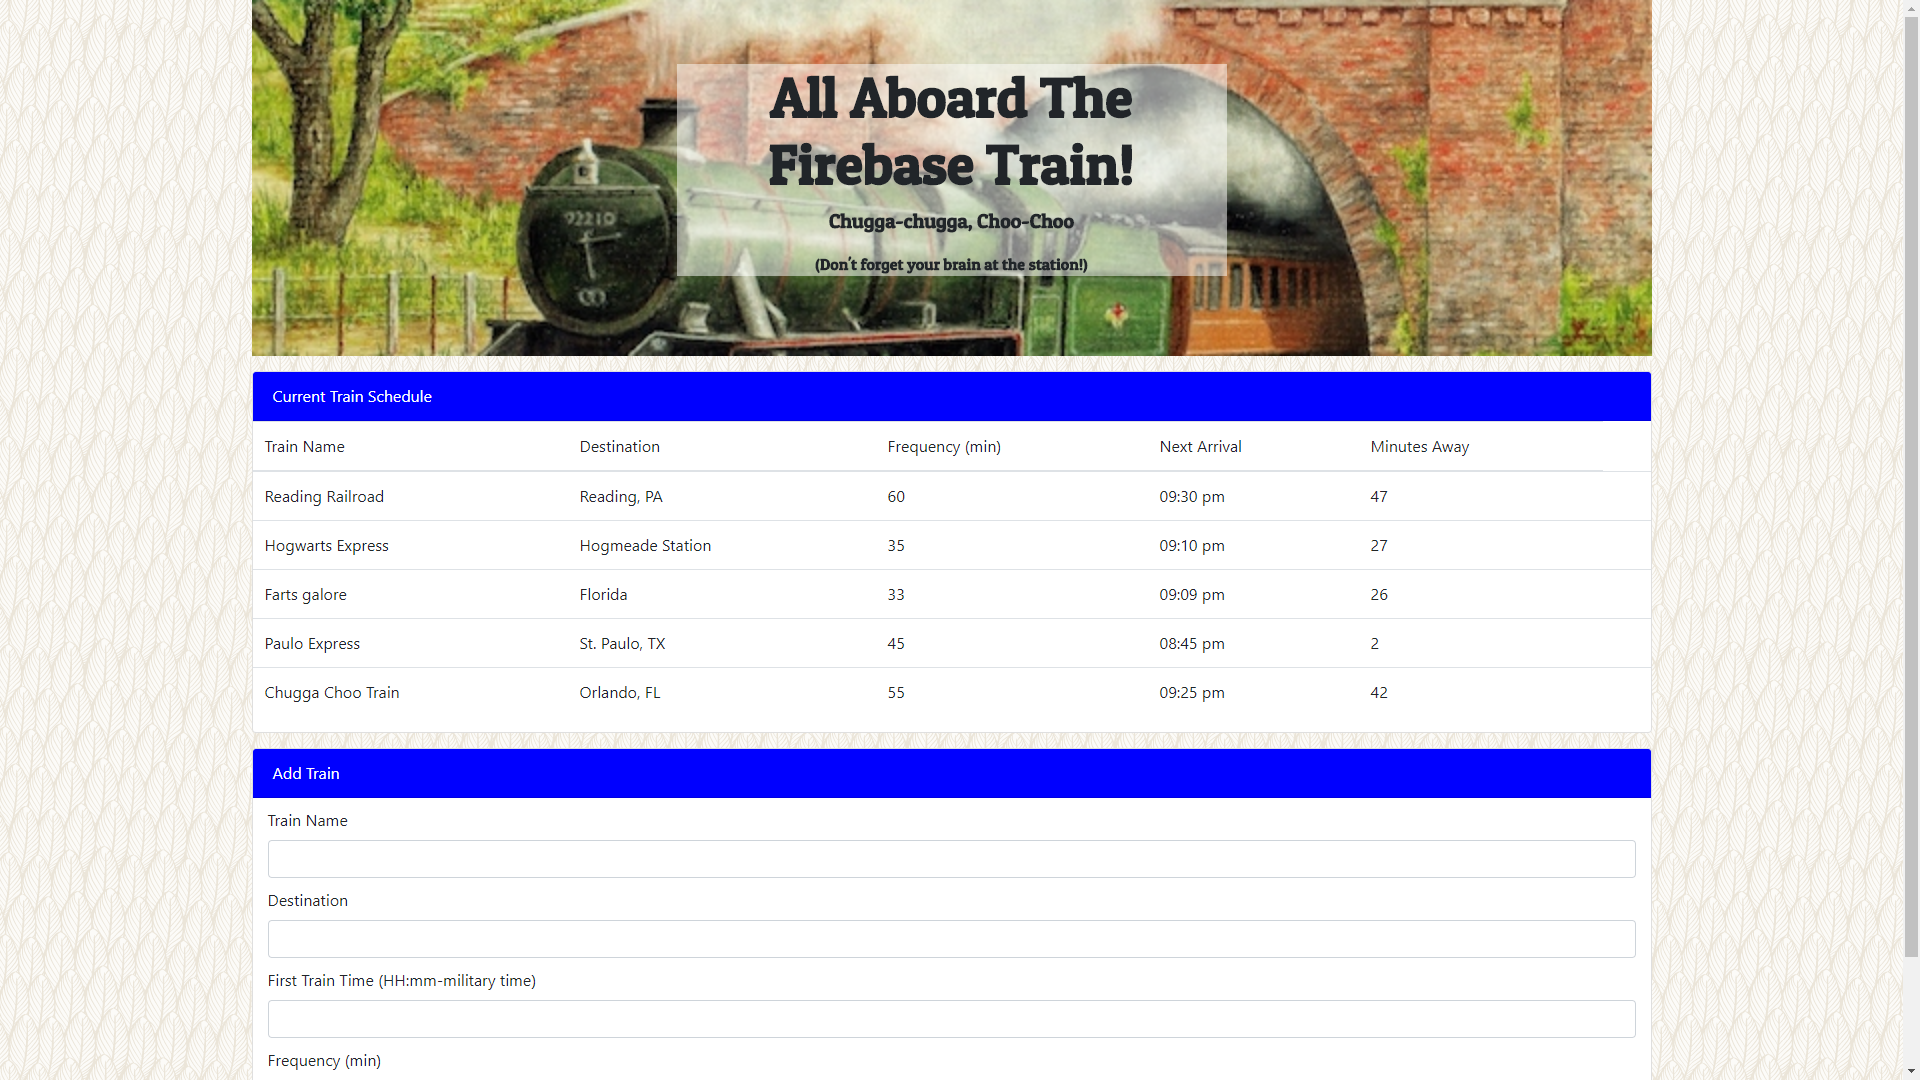 All Aboard The
Firebase Train!
Chugga-chugga, Choo-Choo
(Don't forget your brain at the station!)
92210
Current Train Schedule
Train Name Destination Frequency (min) Next Arrival Minutes Away
Reading Railroad Reading, PA 60 09:30 pm 47
Hogwarts Express Hogmeade Station 35 09:10 pm 27
Farts galore Florida 33 09:09 pm 26
Paulo Express St. Paulo, TX 45 08:45 pm 2
Chugga Choo Train Orlando, FL 55 09:25 pm 42
Add Train
Train Name
Destination
First Train Time (HH:mm-military time)
Frequency (min)